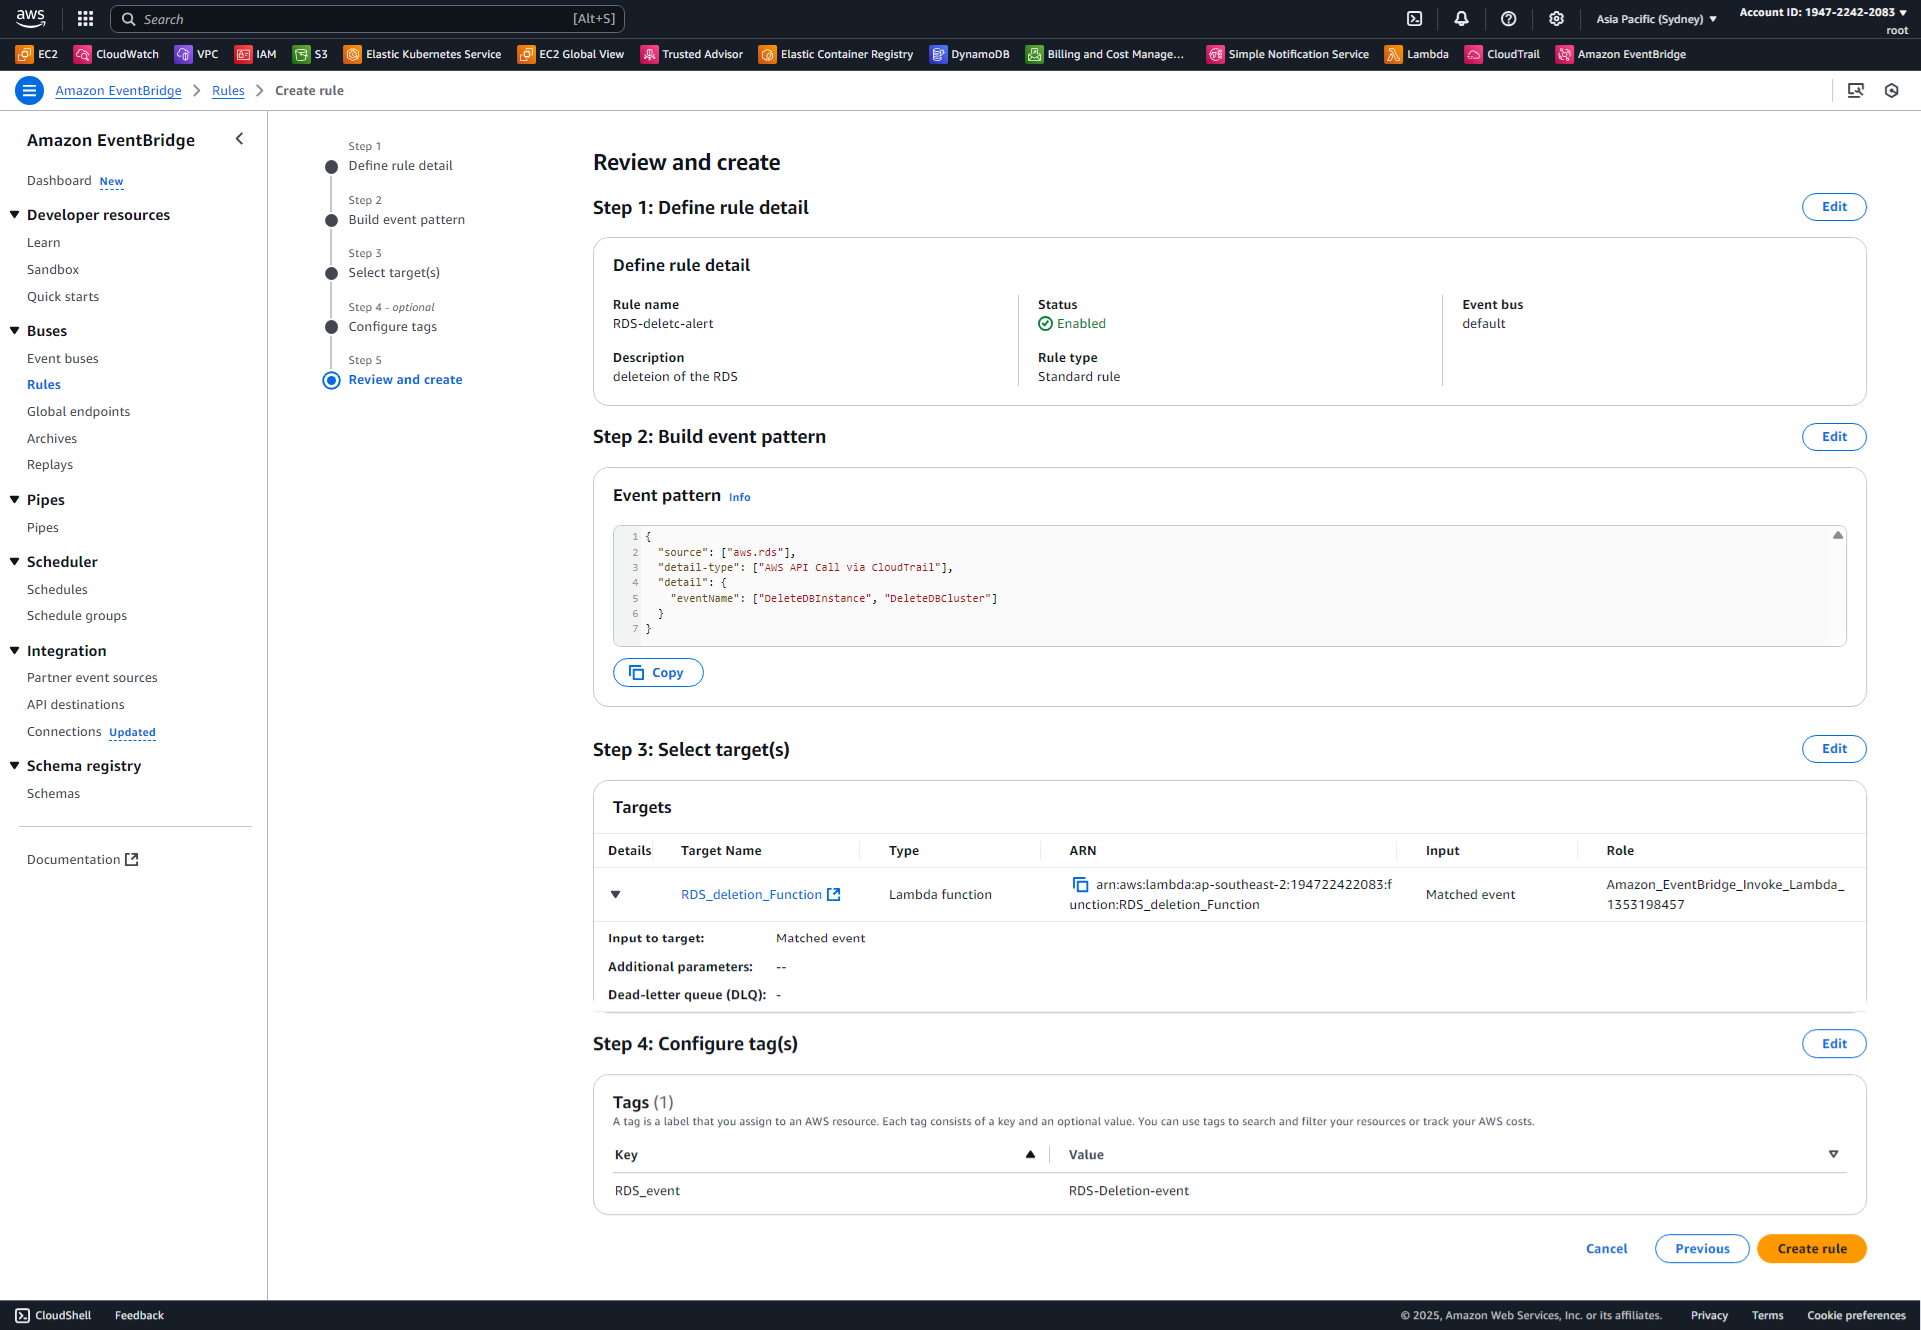 aws
Search [Alt+S]
Asia Pacific (Sydney)
Account ID: 1947-2242-2083
root
EC2 CloudWatch VPC IAM S3 Elastic Kubernetes Service EC2 Global View Trusted Advisor Elastic Container Registry DynamoDB Billing and Cost Manage... Simple Notification Service Lambda CloudTrail Amazon EventBridge
Amazon EventBridge Rules Create rule
Amazon EventBridge
Dashboard New
Developer resources
Learn
Sandbox
Quick starts
Buses
Event buses
Rules
Global endpoints
Archives
Replays
Pipes
Pipes
Scheduler
Schedules
Schedule groups
Integration
Partner event sources
API destinations
Connections Updated
Schema registry
Schemas
Documentation
Step 1
Define rule detail
Step 2
Build event pattern
Step 3
Select target(s)
Step 4 - optional
Configure tags
Step 5
Review and create
Review and create
Step 1: Define rule detail
Edit
Define rule detail
Rule name
RDS-deletc-alert
Description
deleteion of the RDS
Status
Enabled
Rule type
Standard rule
Event bus
default
Step 2: Build event pattern
Edit
Event pattern Info
1 {
2 "source": ["aws.rds"],
3 "detail-type": ["AWS API Call via CloudTrail"],
4 "detail": {
5 "eventName": ["DeleteDBInstance", "DeleteDBCluster"]
6 }
7 }
Copy
Step 3: Select target(s)
Edit
Targets
Details Target Name Type ARN Input Role
RDS_deletion_Function Lambda function arn:aws:lambda:ap-southeast-2:194722422083:f Matched event Amazon_EventBridge_Invoke_Lambda_
unction:RDS_deletion_Function 1353198457
Input to target: Matched event
Additional parameters: --
Dead-letter queue (DLQ): -
Step 4: Configure tag(s)
Edit
Tags (1)
A tag is a label that you assign to an AWS resource. Each tag consists of a key and an optional value. You can use tags to search and filter your resources or track your AWS costs.
Key Value
RDS_event RDS-Deletion-event
Cancel Previous Create rule
CloudShell Feedback © 2025, Amazon Web Services, Inc. or its affiliates. Privacy Terms Cookie preferences